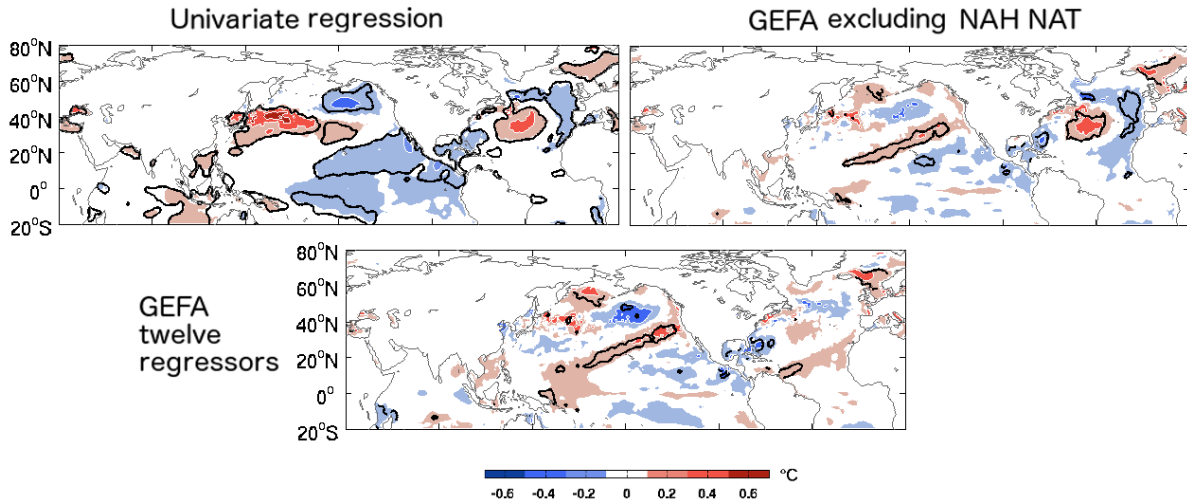 Univariate regression
GEFA excluding NAH NAT
80°N
60°N
40°N
20°N
0°
20°S
80°N
60°N
40°N
20°N
0°
20°S
GEFA
twelve
regressors
80°N
60°N
40°N
20°N
0°
20°S
°C
-0.6 -0.4 -0.2 0 0.2 0.4 0.6